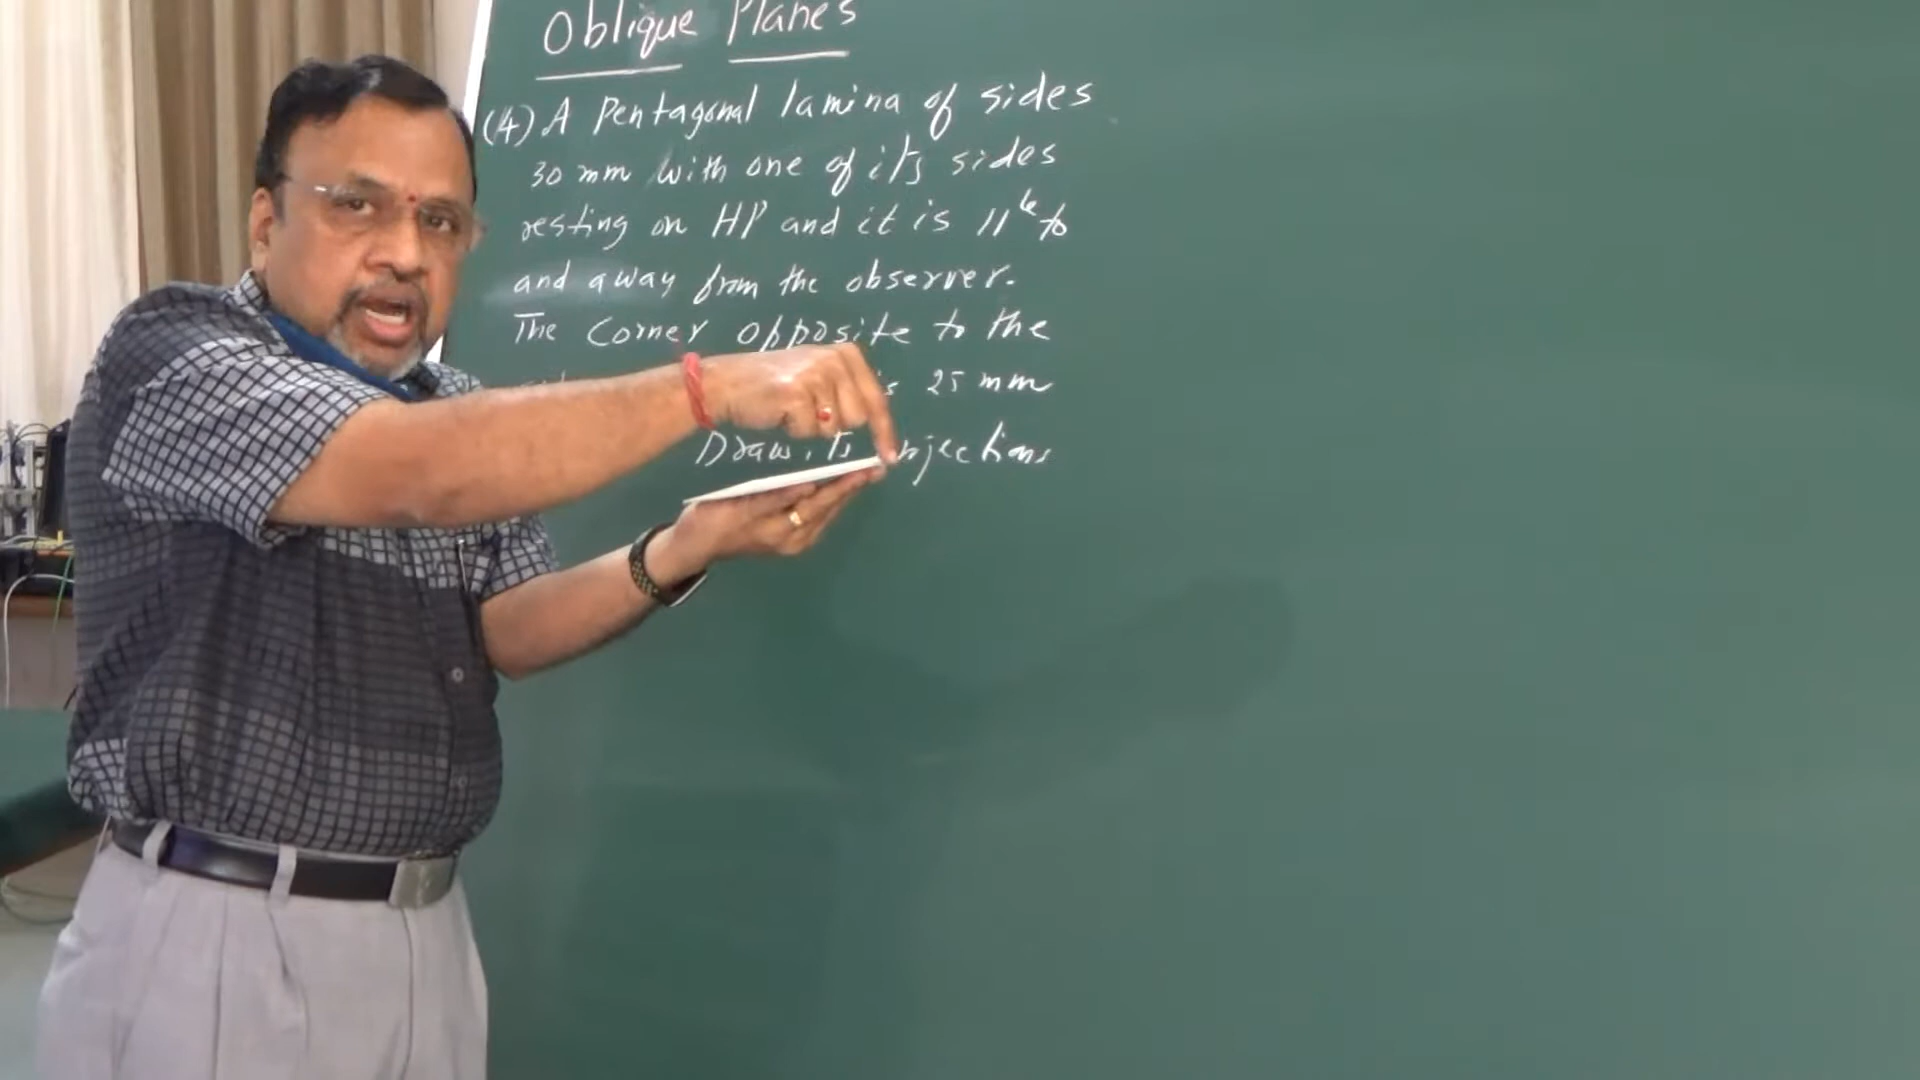 Oblique Planes
(4) A Pentagonal lamina of sides
30 mm with one of its sides
resting on HP and it is 11le to
and away from the observer.
The Corner opposite to the
25 mm
Draw its